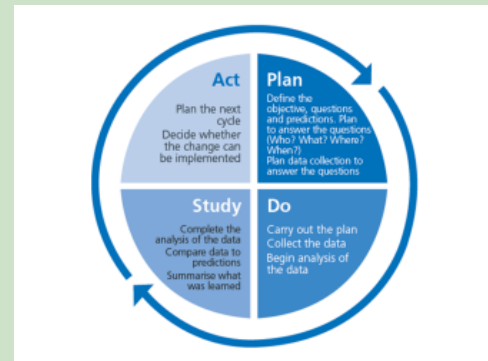 Act
Plan the next
cycle
Decide whether
the change can
be implemented
Plan
Define the
objective, questions
and predictions. Plan
to answer the questions
(Who? What? Where?
When?)
Plan data collection to
answer the questions
Study
Complete the
analysis of the data
Compare data to
predictions
Summarise what
was learned
Do
Carry out the plan
Collect the data
Begin analysis of
the data